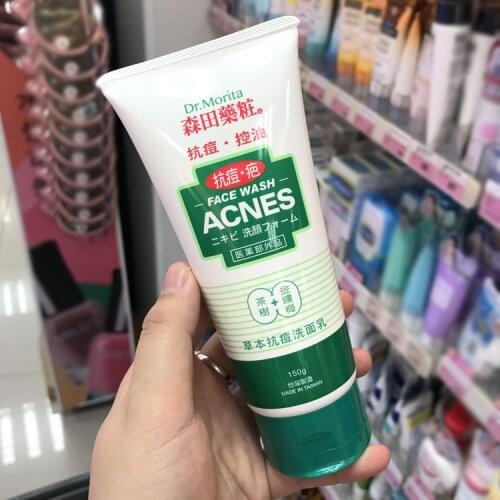 Dr.Morita
森田藥粧®
抗痘・控油
抗痘・疤
FACE WASH
ACNES
ニキビ 洗顔フォーム
医薬部外品
茶樹
+
金縷梅
草本抗痘洗面乳
150g
台灣製造
MADE IN TAIWAN